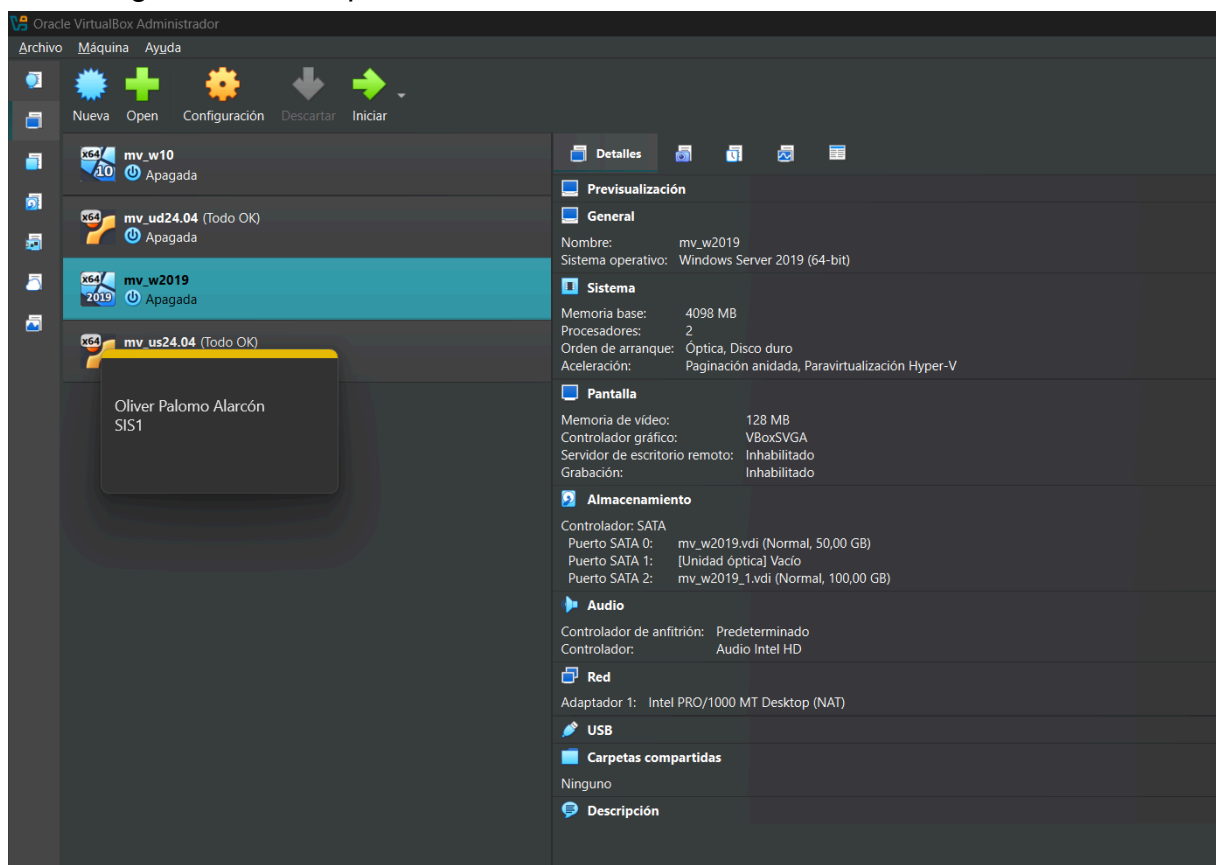 Oracle VirtualBox Administrador
Archivo Máquina Ayuda
Nueva Open Configuración Descartar Iniciar
x64 10 mv_w10
Apagada
x64 mv_ud24.04 (Todo OK)
Apagada
x64 2019 mv_w2019
Apagada
x64 mv_us24.04 (Todo OK)
Oliver Palomo Alarcón
SIS1
Detalles
Previsualización
General
Nombre: mv_w2019
Sistema operativo: Windows Server 2019 (64-bit)
Sistema
Memoria base: 4098 MB
Procesadores: 2
Orden de arranque: Óptica, Disco duro
Aceleración: Paginación anidada, Paravirtualización Hyper-V
Pantalla
Memoria de vídeo: 128 MB
Controlador gráfico: VBoxSVGA
Servidor de escritorio remoto: Inhabilitado
Grabación: Inhabilitado
Almacenamiento
Controlador: SATA
Puerto SATA 0: mv_w2019.vdi (Normal, 50,00 GB)
Puerto SATA 1: [Unidad óptica] Vacío
Puerto SATA 2: mv_w2019_1.vdi (Normal, 100,00 GB)
Audio
Controlador de anfitrión: Predeterminado
Controlador: Audio Intel HD
Red
Adaptador 1: Intel PRO/1000 MT Desktop (NAT)
USB
Carpetas compartidas
Ninguno
Descripción